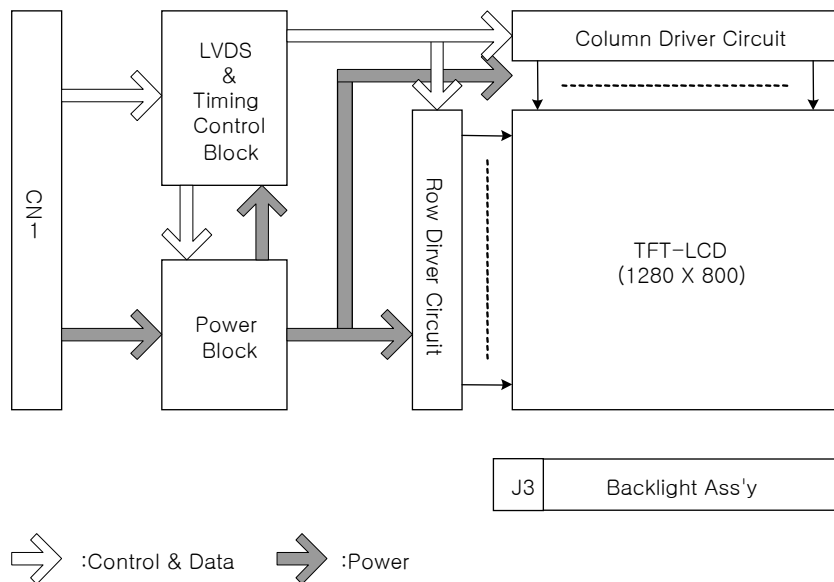 LVDS
&
Timing
Control
Block
Column Driver Circuit
CN1
Row Dirver Circuit
TFT-LCD
(1280 X 800)
Power
Block
J3
Backlight Ass'y
:Control & Data
:Power